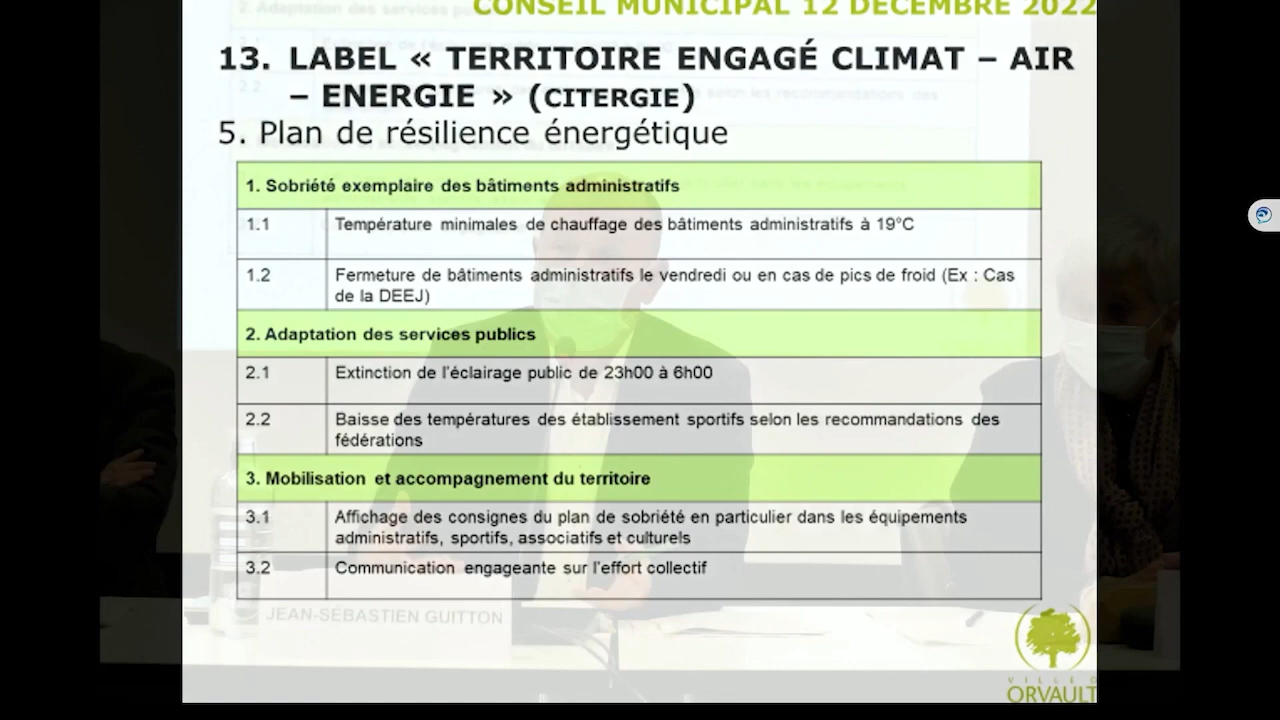 CONSEIL MUNICIPAL 12 DECEMBRE 2022
13. LABEL « TERRITOIRE ENGAGÉ CLIMAT – AIR
– ENERGIE » (CITERGIE)
5. Plan de résilience énergétique
1. Sobriété exemplaire des bâtiments administratifs
1.1 Température minimales de chauffage des bâtiments administratifs à 19°C
1.2 Fermeture de bâtiments administratifs le vendredi ou en cas de pics de froid (Ex : Cas
de la DEEJ)
2. Adaptation des services publics
2.1 Extinction de l'éclairage public de 23h00 à 6h00
2.2 Baisse des températures des établissement sportifs selon les recommandations des
fédérations
3. Mobilisation et accompagnement du territoire
3.1 Affichage des consignes du plan de sobriété en particulier dans les équipements
administratifs, sportifs, associatifs et culturels
3.2 Communication engageante sur l'effort collectif
JEAN-SÉBASTIEN GUITTON
VILLE D
ORVAULT